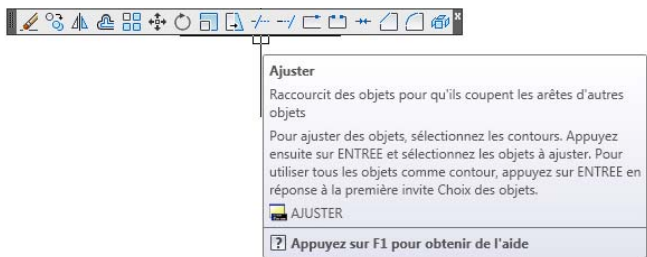 Ajuster
Raccourcit des objets pour qu'ils coupent les arêtes d'autres
objets
Pour ajuster des objets, sélectionnez les contours. Appuyez
ensuite sur ENTREE et sélectionnez les objets à ajuster. Pour
utiliser tous les objets comme contour, appuyez sur ENTREE en
réponse à la première invite Choix des objets.
AJUSTER
Appuyez sur F1 pour obtenir de l'aide